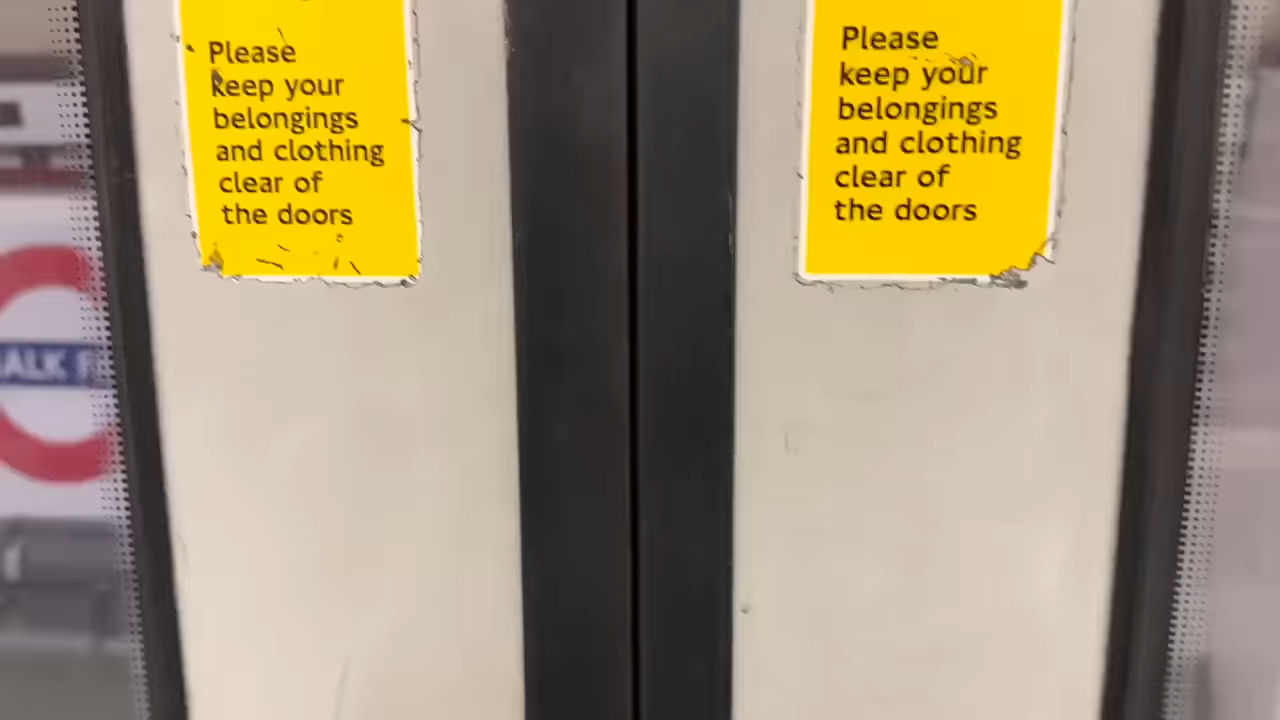 Please
keep your
belongings
and clothing
clear of
the doors
Please
keep your
belongings
and clothing
clear of
the doors
ALK F